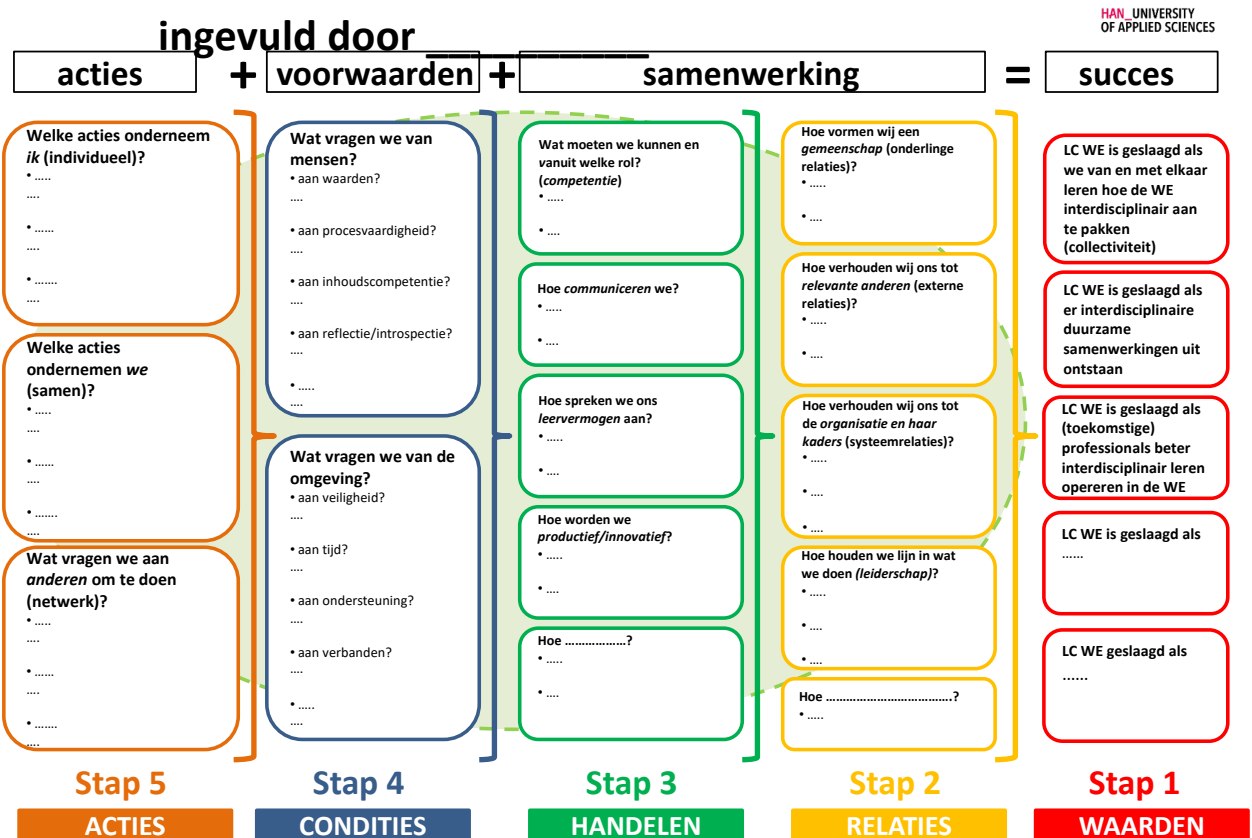 HAN_UNIVERSITY
OF APPLIED SCIENCES
ingevuld door __________
acties + voorwaarden + samenwerking = succes
Welke acties onderneem
ik (individueel)?
• .....
....
• ......
....
• .......
....
Welke acties
ondernemen we
(samen)?
• .....
....
• ......
....
• .......
....
Wat vragen we aan
anderen om te doen
(netwerk)?
• .....
....
• ......
....
• .......
....
Wat vragen we van
mensen?
• aan waarden?
....
• aan procesvaardigheid?
....
• aan inhoudscompetentie?
....
• aan reflectie/introspectie?
....
• .....
....
Wat vragen we van de
omgeving?
• aan veiligheid?
....
• aan tijd?
....
• aan ondersteuning?
....
• aan verbanden?
....
• .....
....
Wat moeten we kunnen en
vanuit welke rol?
(competentie)
• .....
• ....
Hoe communiceren we?
• .....
• ....
Hoe spreken we ons
leervermogen aan?
• .....
• ....
Hoe worden we
productief/innovatief?
• .....
• ....
Hoe ………………?
• .....
• ....
Hoe vormen wij een
gemeenschap (onderlinge
relaties)?
• .....
• ....
Hoe verhouden wij ons tot
relevante anderen (externe
relaties)?
• .....
• ....
Hoe verhouden wij ons tot
de organisatie en haar
kaders (systeemrelaties)?
• .....
• ....
• ....
Hoe houden we lijn in wat
we doen (leiderschap)?
• .....
• ....
• ....
Hoe ……………………………….?
• .....
LC WE is geslaagd als
we van en met elkaar
leren hoe de WE
interdisciplinair aan
te pakken
(collectiviteit)
LC WE is geslaagd als
er interdisciplinaire
duurzame
samenwerkingen uit
ontstaan
LC WE is geslaagd als
(toekomstige)
professionals beter
interdisciplinair leren
opereren in de WE
LC WE is geslaagd als
......
LC WE geslaagd als
......
Stap 5 Stap 4 Stap 3 Stap 2 Stap 1
ACTIES CONDITIES HANDELEN RELATIES WAARDEN